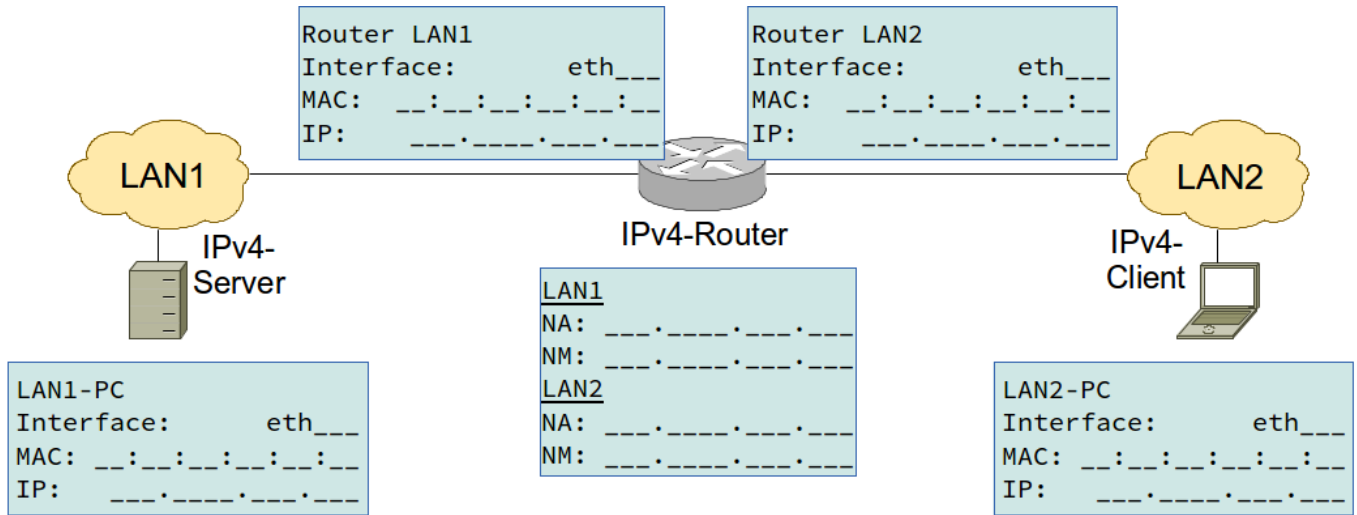 Router LAN1
Interface:       eth___
MAC:  __:__:__:__:__:__
IP:    ___.____.___.___
Router LAN2
Interface:       eth___
MAC:  __:__:__:__:__:__
IP:    ___.____.___.___
LAN1
LAN2
IPv4-Router
IPv4-
Server
IPv4-
Client
LAN1
NA: ___.____.___.___
NM: ___.____.___.___
LAN2
NA: ___.____.___.___
NM: ___.____.___.___
LAN1-PC
Interface:      eth___
MAC: __:__:__:__:__:__
IP:   ___.____.___.___
LAN2-PC
Interface:      eth___
MAC: __:__:__:__:__:__
IP:   ___.____.___.___